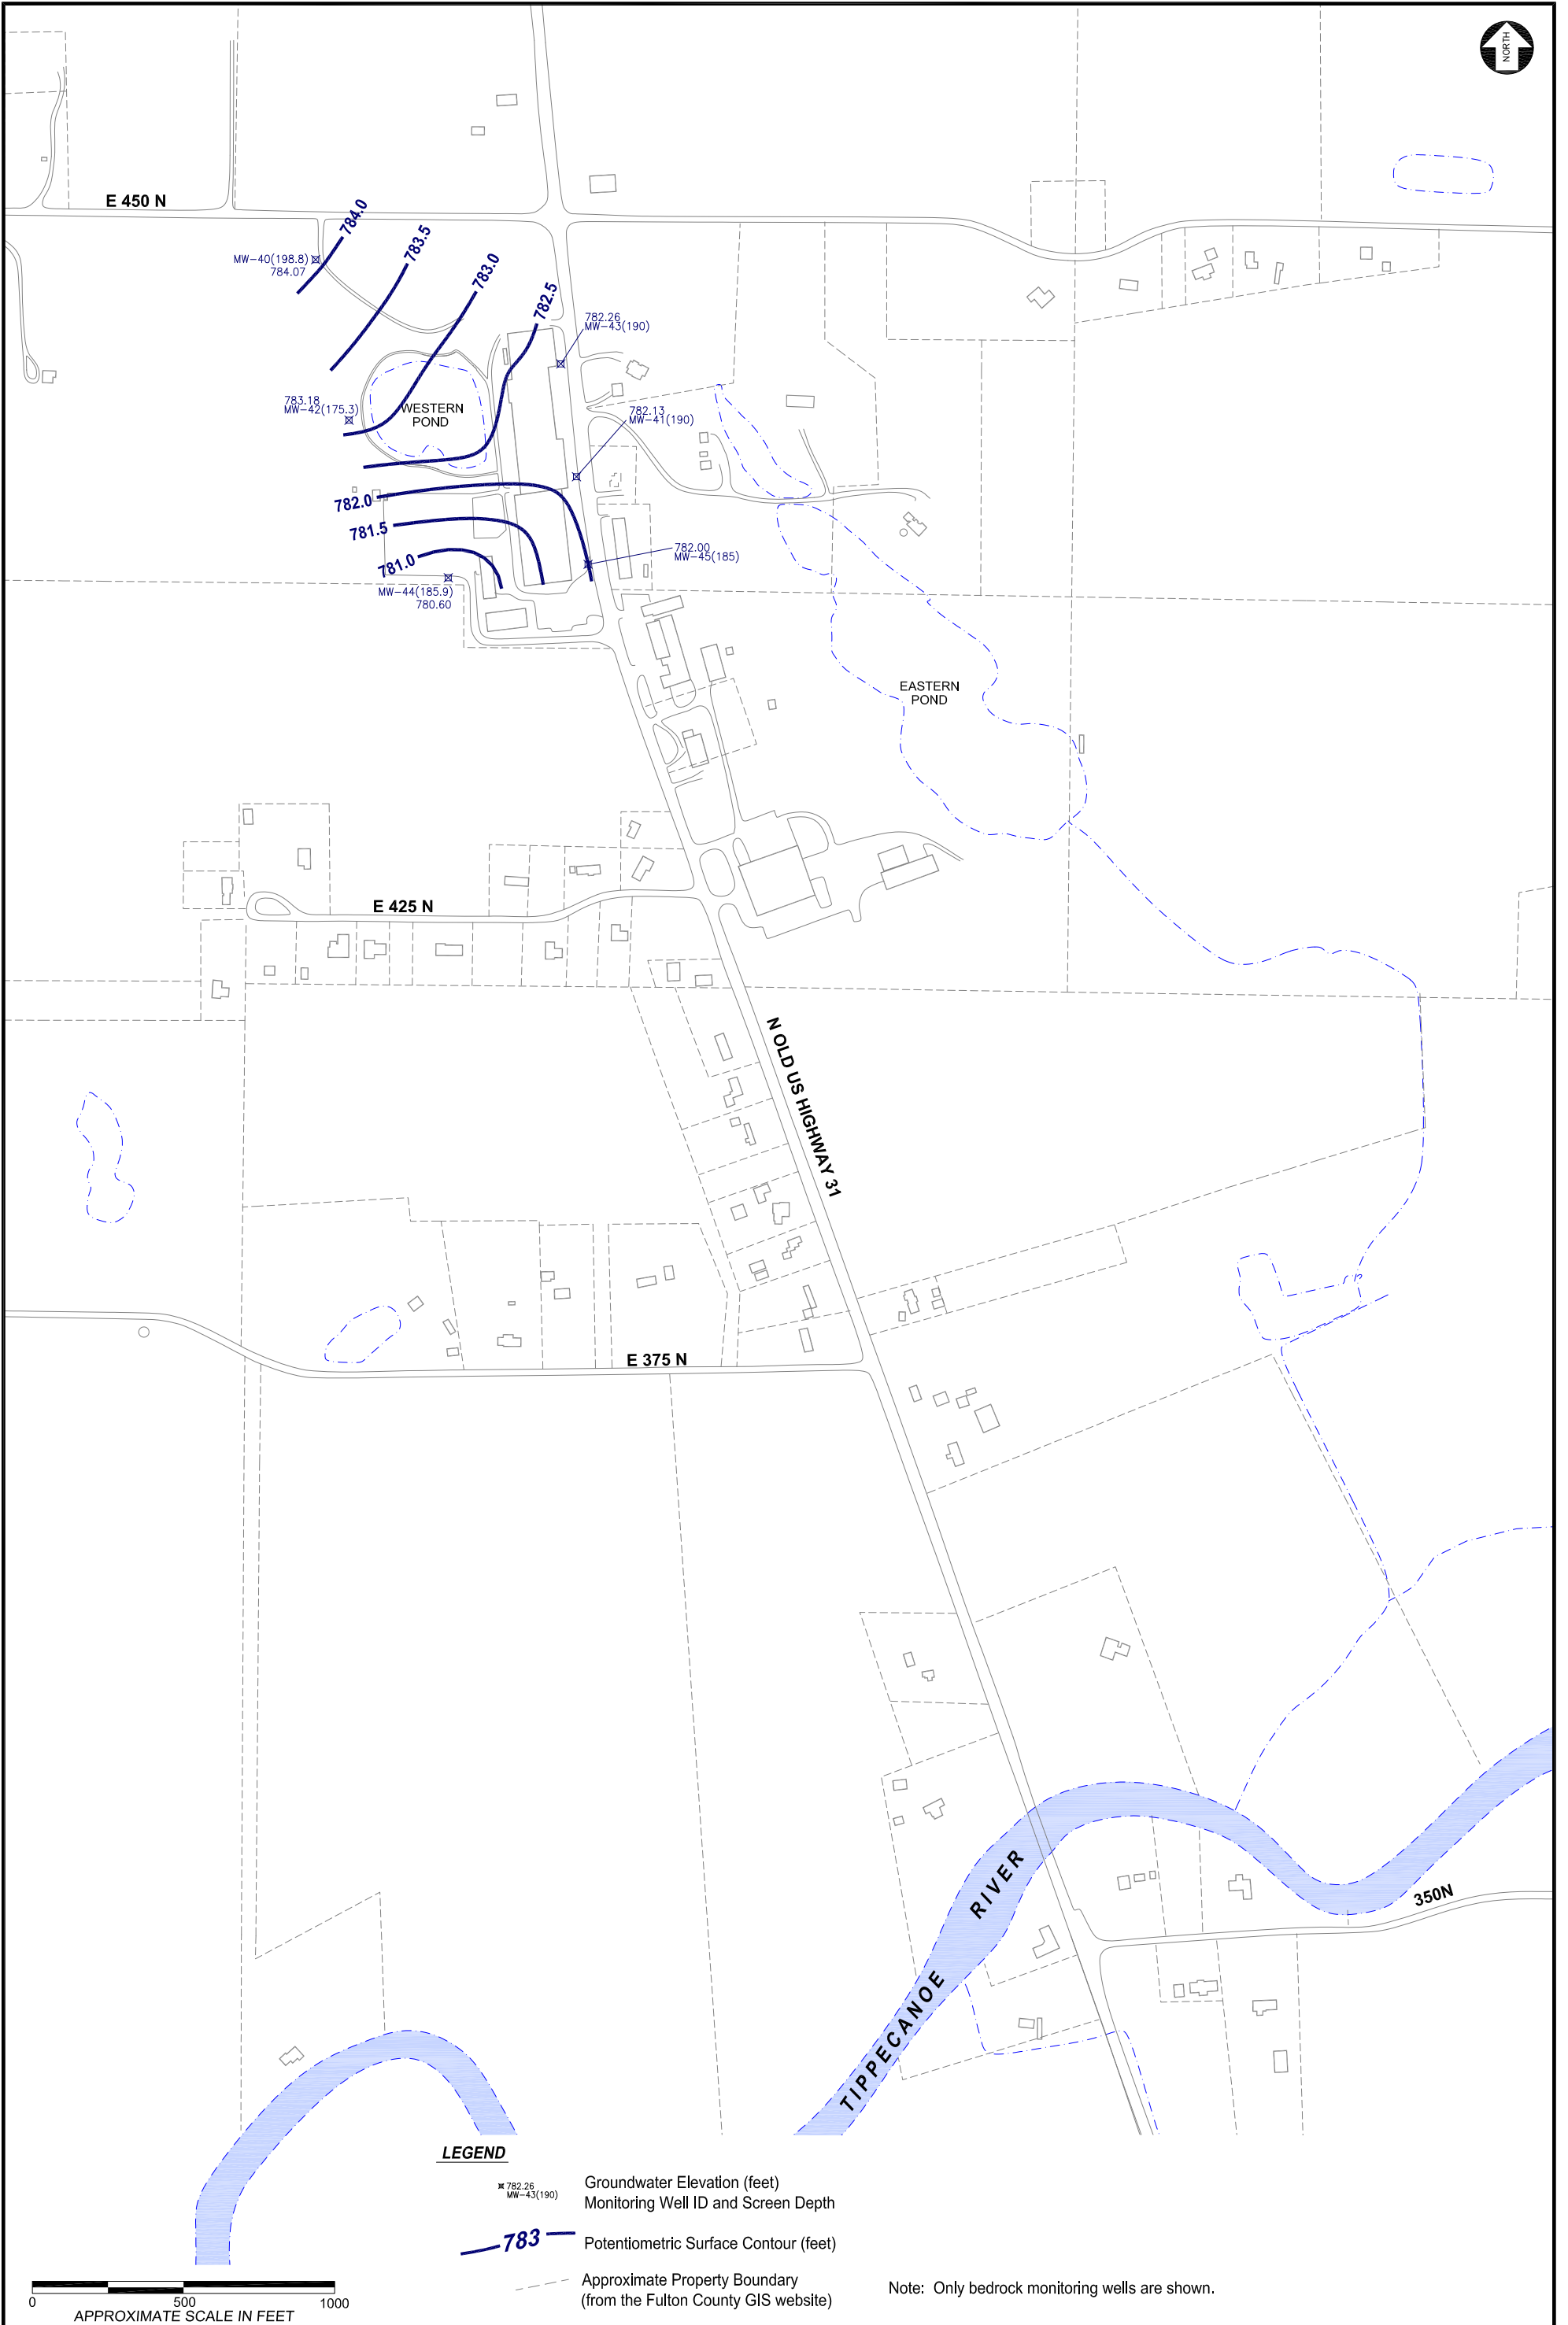 NORTH
E 450 N
784.0
783.5
783.0
782.5
MW-40(198.8)
784.07
782.26
MW-43(190)
783.18
MW-42(175.3)
WESTERN
POND
782.13
MW-41(190)
782.0
781.5
781.0
782.00
MW-45(185)
MW-44(185.9)
780.60
EASTERN
POND
E 425 N
N OLD US HIGHWAY 31
E 375 N
TIPPECANOE RIVER
350N
LEGEND
782.26
MW-43(190)
Groundwater Elevation (feet)
Monitoring Well ID and Screen Depth
783
Potentiometric Surface Contour (feet)
Approximate Property Boundary
(from the Fulton County GIS website)
Note: Only bedrock monitoring wells are shown.
0 500 1000
APPROXIMATE SCALE IN FEET